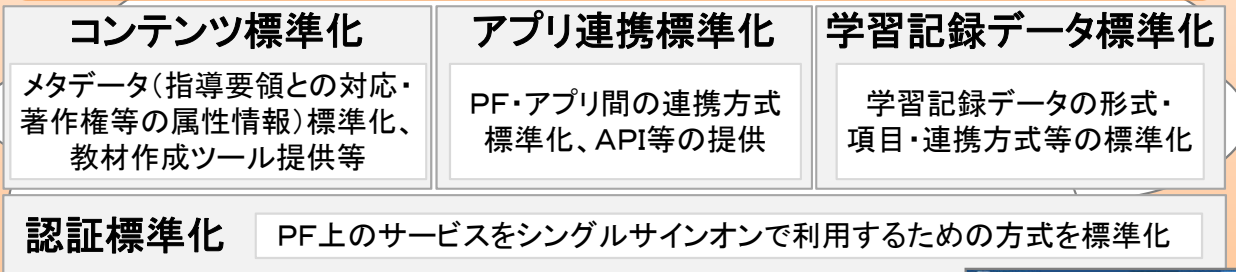 コンテンツ標準化
メタデータ（指導要領との対応・
著作権等の属性情報）標準化、
教材作成ツール提供等
アプリ連携標準化
PF・アプリ間の連携方式
標準化、API等の提供
学習記録データ標準化
学習記録データの形式・
項目・連携方式等の標準化
認証標準化
PF上のサービスをシングルサインオンで利用するための方式を標準化